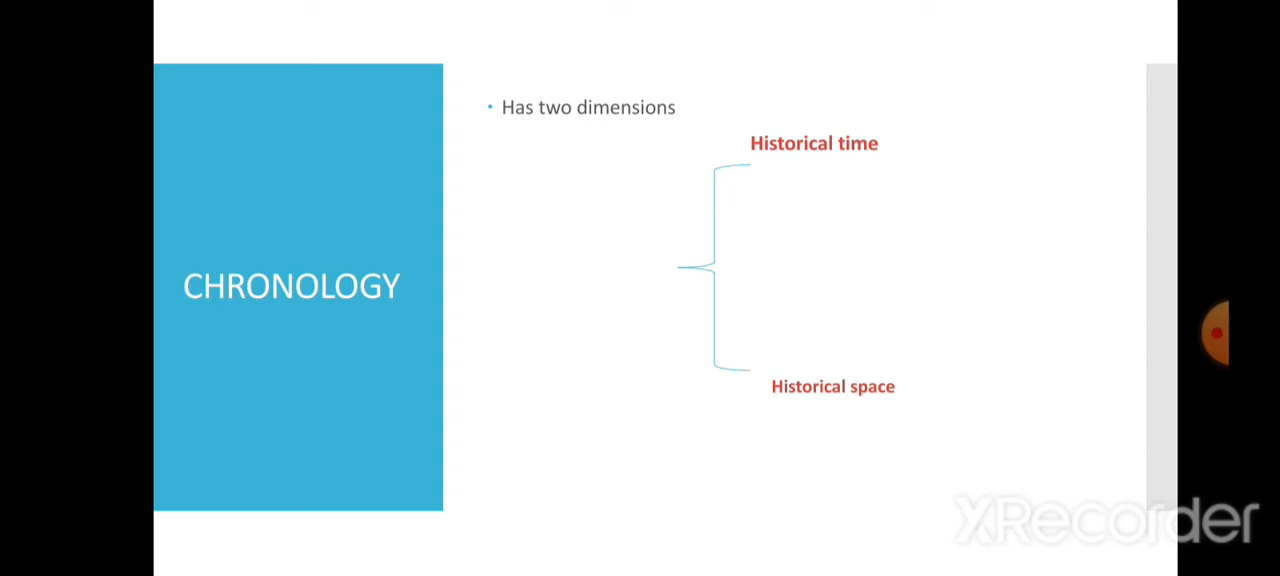 • Has two dimensions
Historical time
CHRONOLOGY
Historical space
XRecorder